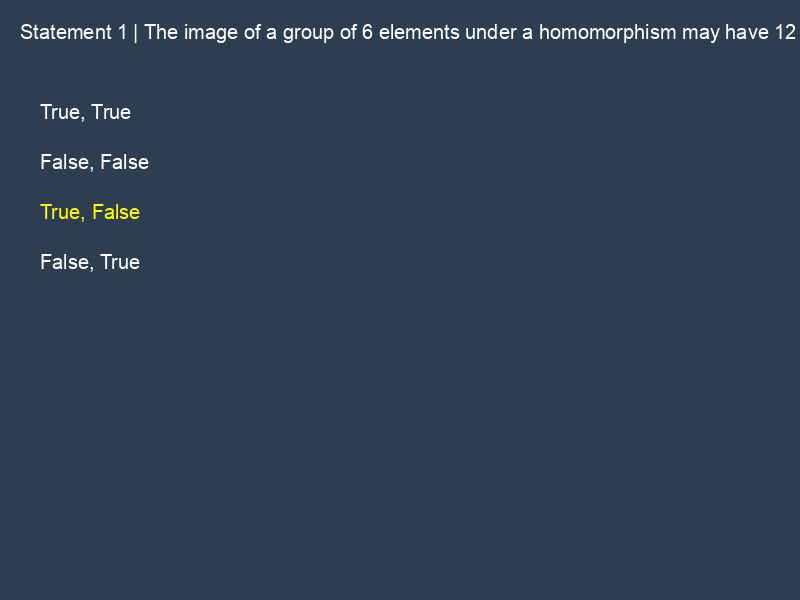 Statement 1 | The image of a group of 6 elements under a homomorphism may have 12
True, True
False, False
True, False
False, True